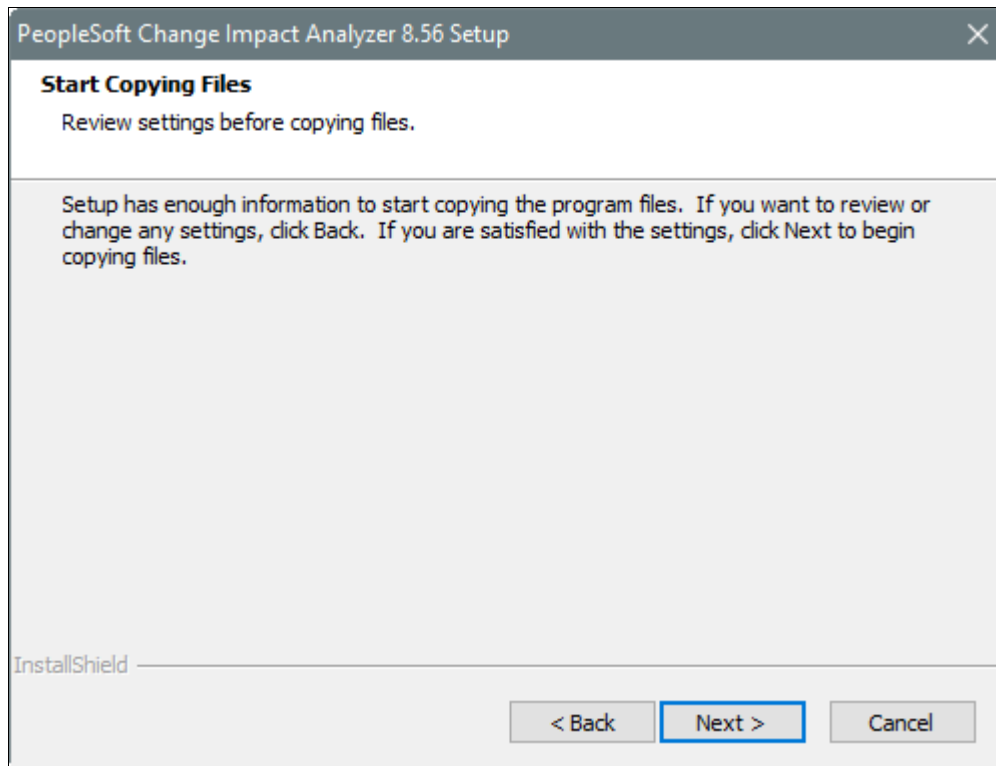 PeopleSoft Change Impact Analyzer 8.56 Setup
Start Copying Files
Review settings before copying files.
Setup has enough information to start copying the program files.  If you want to review or
change any settings, click Back.  If you are satisfied with the settings, click Next to begin
copying files.
InstallShield
< Back
Next >
Cancel